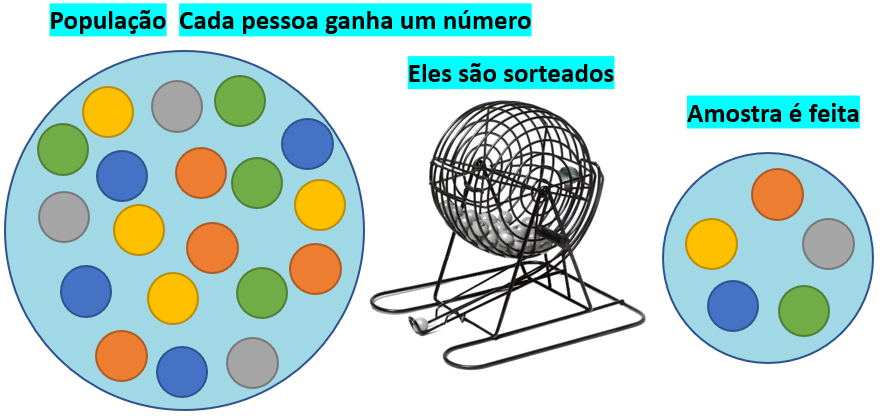 População Cada pessoa ganha um número
Eles são sorteados
Amostra é feita